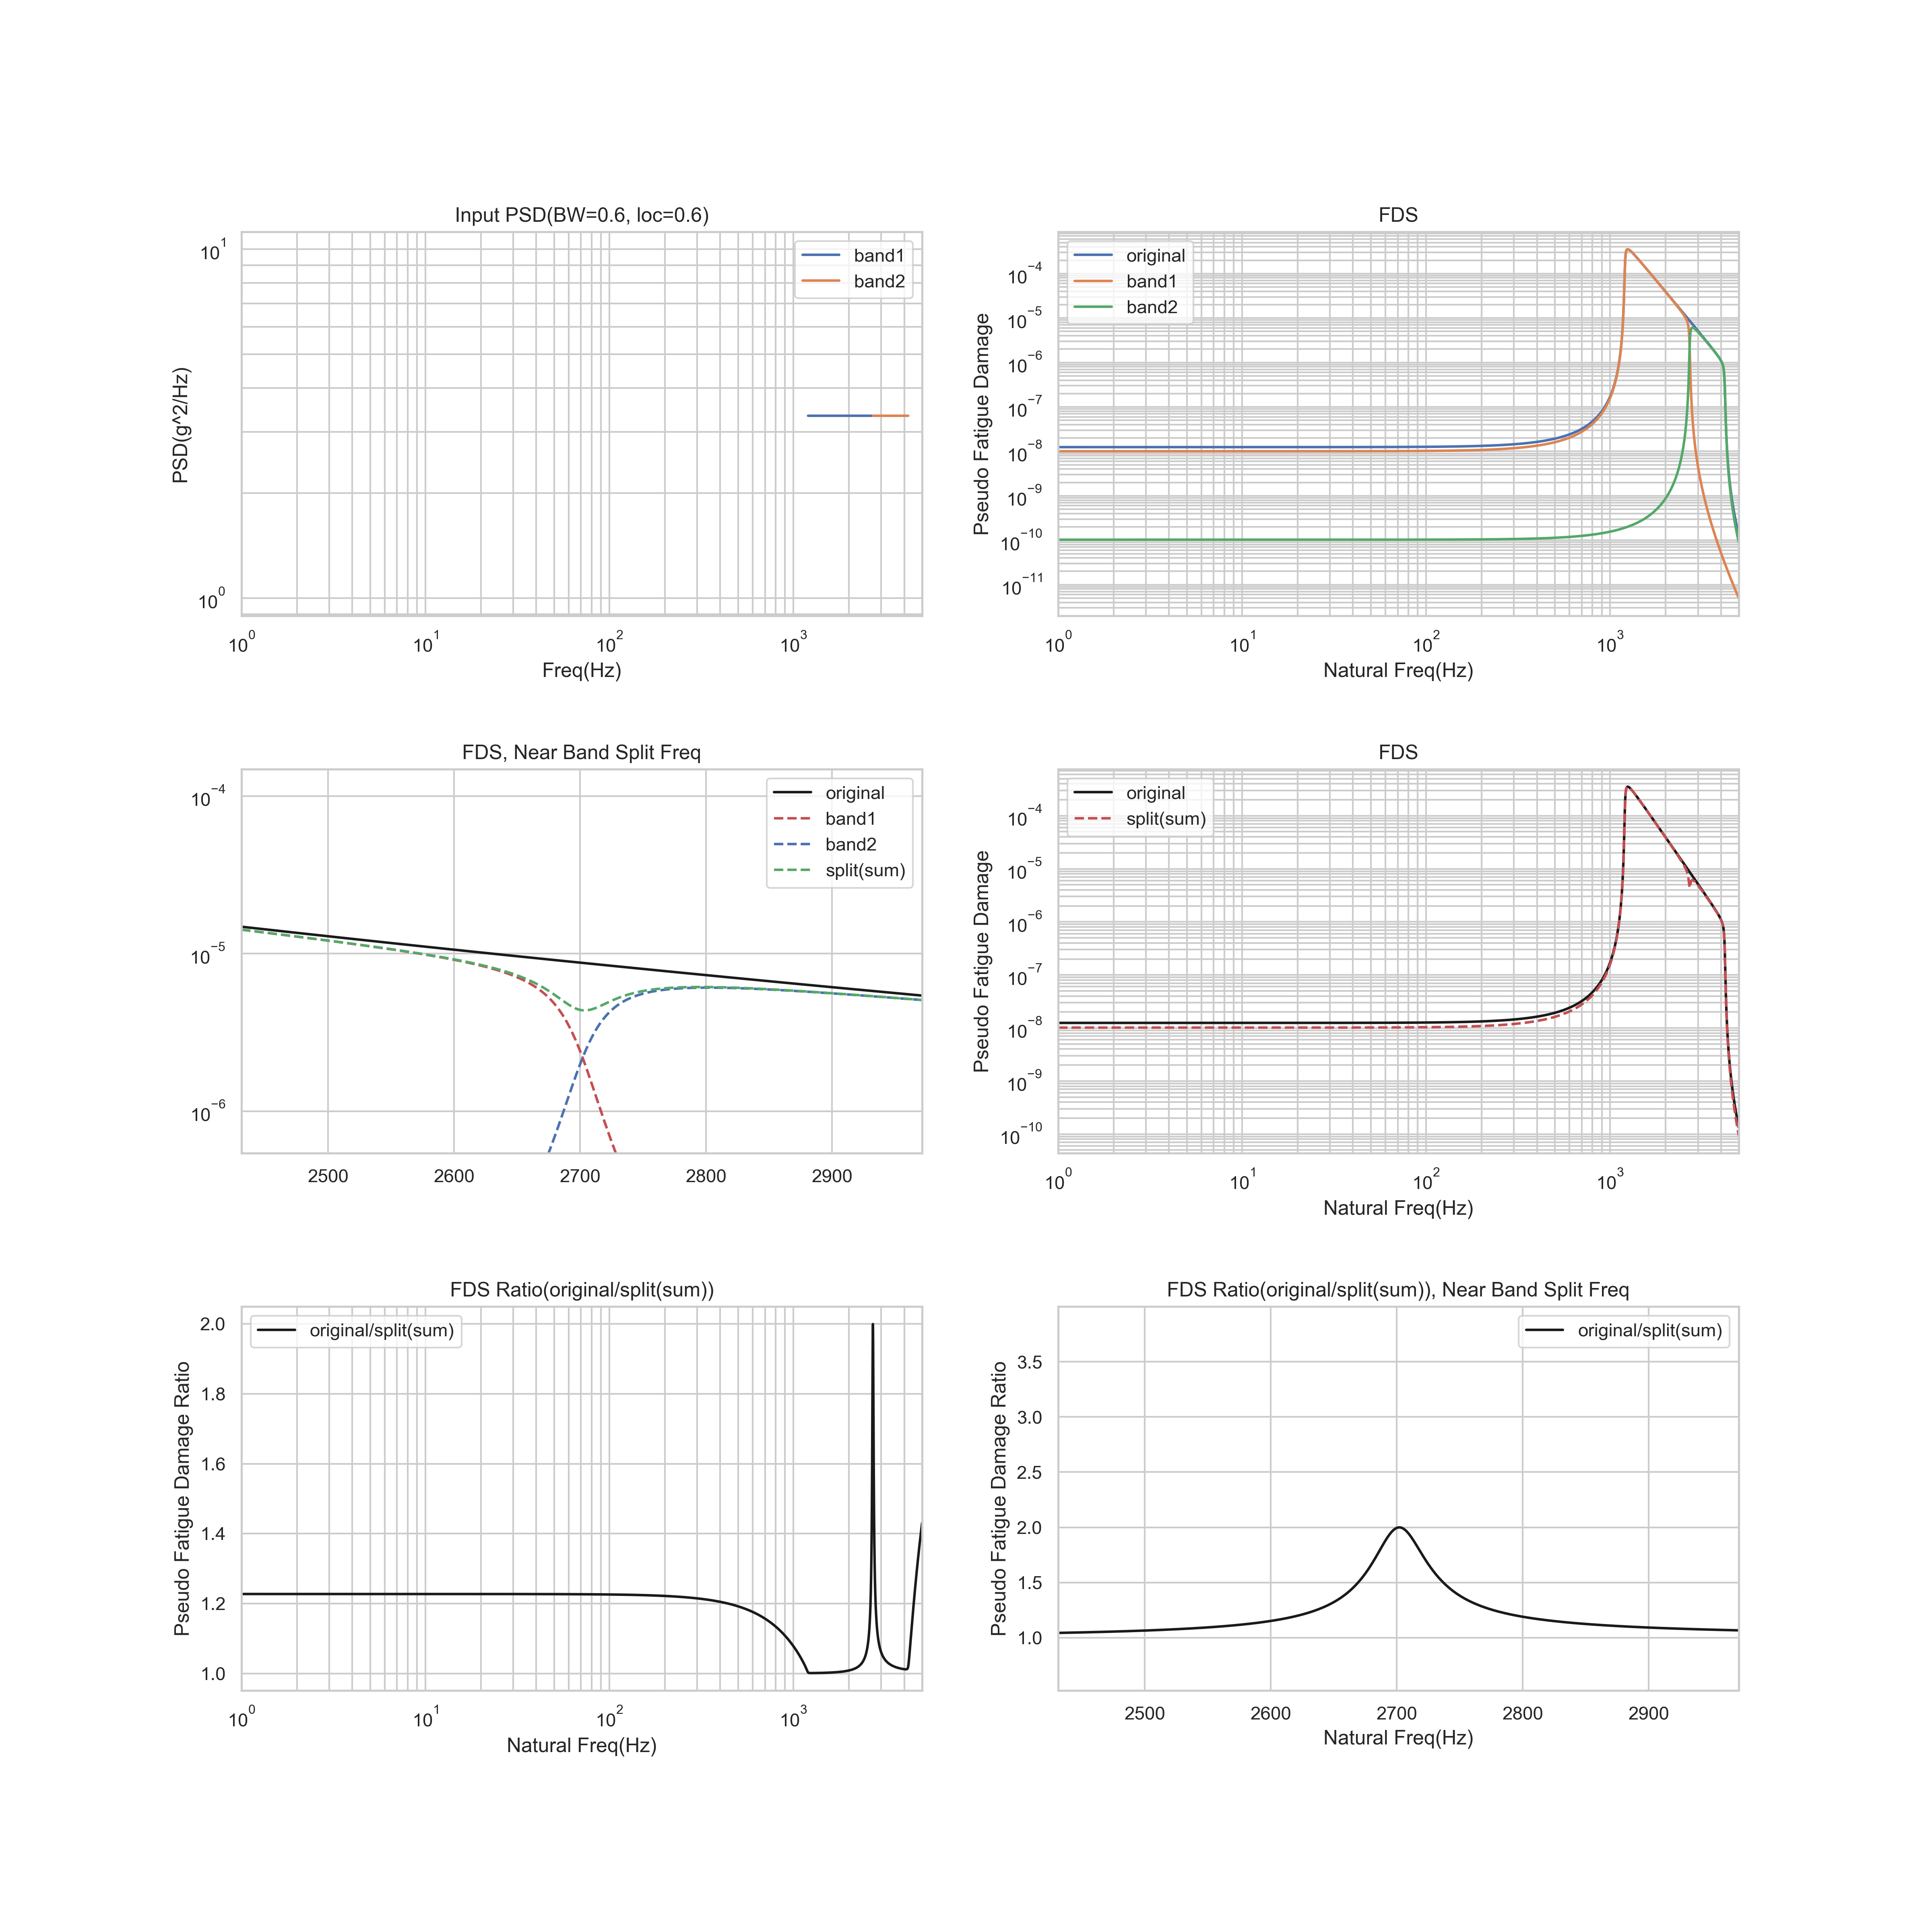 Input PSD(BW=0.6, loc=0.6)
PSD(g^2/Hz)
10^1
10^0
band1
band2
10^0 10^1 10^2 10^3
Freq(Hz)
FDS
Pseudo Fatigue Damage
10^−4
10^−5
10^−6
10^−7
10^−8
10^−9
10^−10
10^−11
original
band1
band2
10^0 10^1 10^2 10^3
Natural Freq(Hz)
FDS, Near Band Split Freq
10^−4
10^−5
10^−6
original
band1
band2
split(sum)
2500 2600 2700 2800 2900
FDS
Pseudo Fatigue Damage
10^−4
10^−5
10^−6
10^−7
10^−8
10^−9
10^−10
original
split(sum)
10^0 10^1 10^2 10^3
Natural Freq(Hz)
FDS Ratio(original/split(sum))
Pseudo Fatigue Damage Ratio
2.0
1.8
1.6
1.4
1.2
1.0
original/split(sum)
10^0 10^1 10^2 10^3
Natural Freq(Hz)
FDS Ratio(original/split(sum)), Near Band Split Freq
Pseudo Fatigue Damage Ratio
3.5
3.0
2.5
2.0
1.5
1.0
original/split(sum)
2500 2600 2700 2800 2900
Natural Freq(Hz)